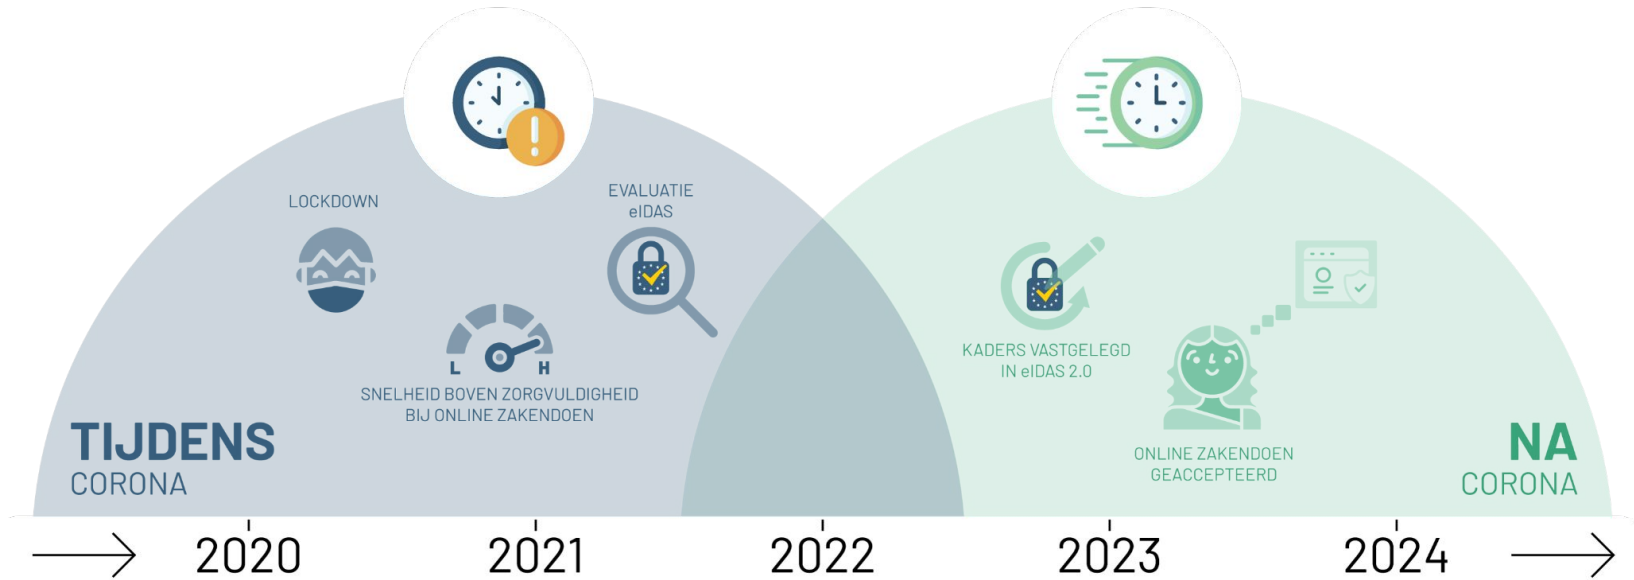 LOCKDOWN
EVALUATIE
eIDAS
L H
SNELHEID BOVEN ZORGVULDIGHEID
BIJ ONLINE ZAKENDOEN
TIJDENS
CORONA
KADERS VASTGELEGD
IN eIDAS 2.0
ONLINE ZAKENDOEN
GEACCEPTEERD
NA
CORONA
2020 2021 2022 2023 2024